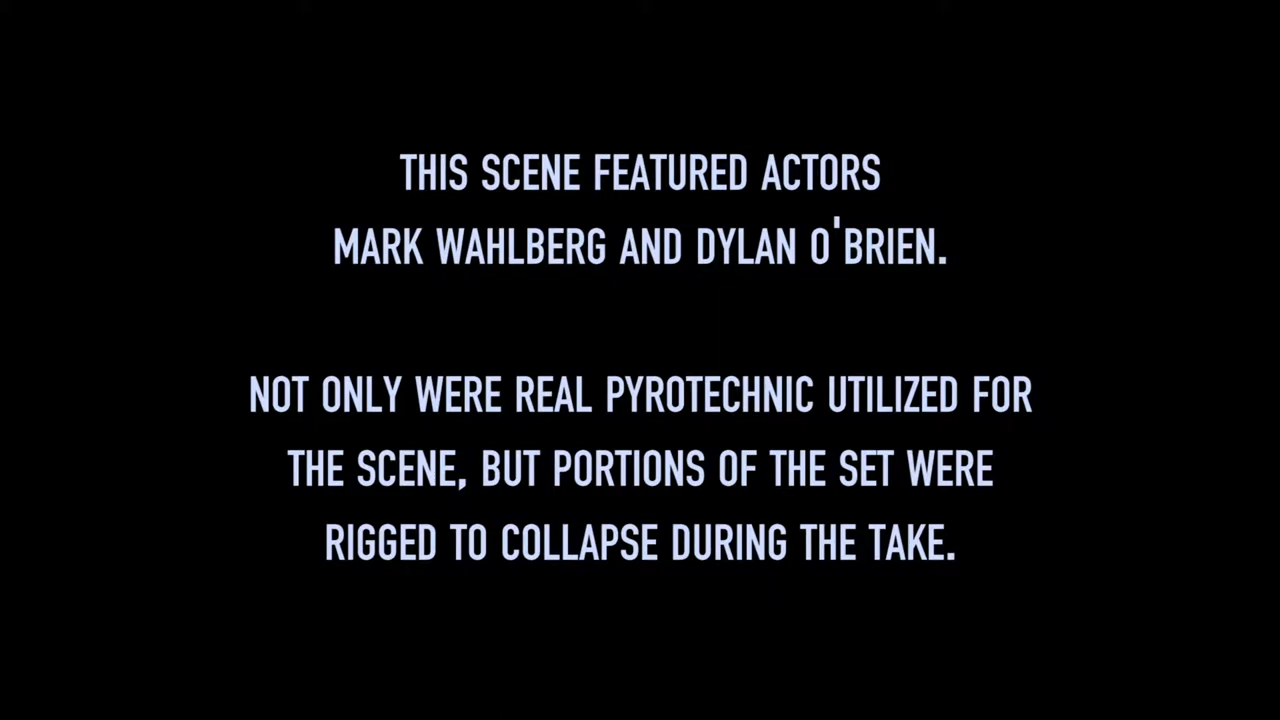 THIS SCENE FEATURED ACTORS
MARK WAHLBERG AND DYLAN O'BRIEN.
NOT ONLY WERE REAL PYROTECHNIC UTILIZED FOR
THE SCENE, BUT PORTIONS OF THE SET WERE
RIGGED TO COLLAPSE DURING THE TAKE.